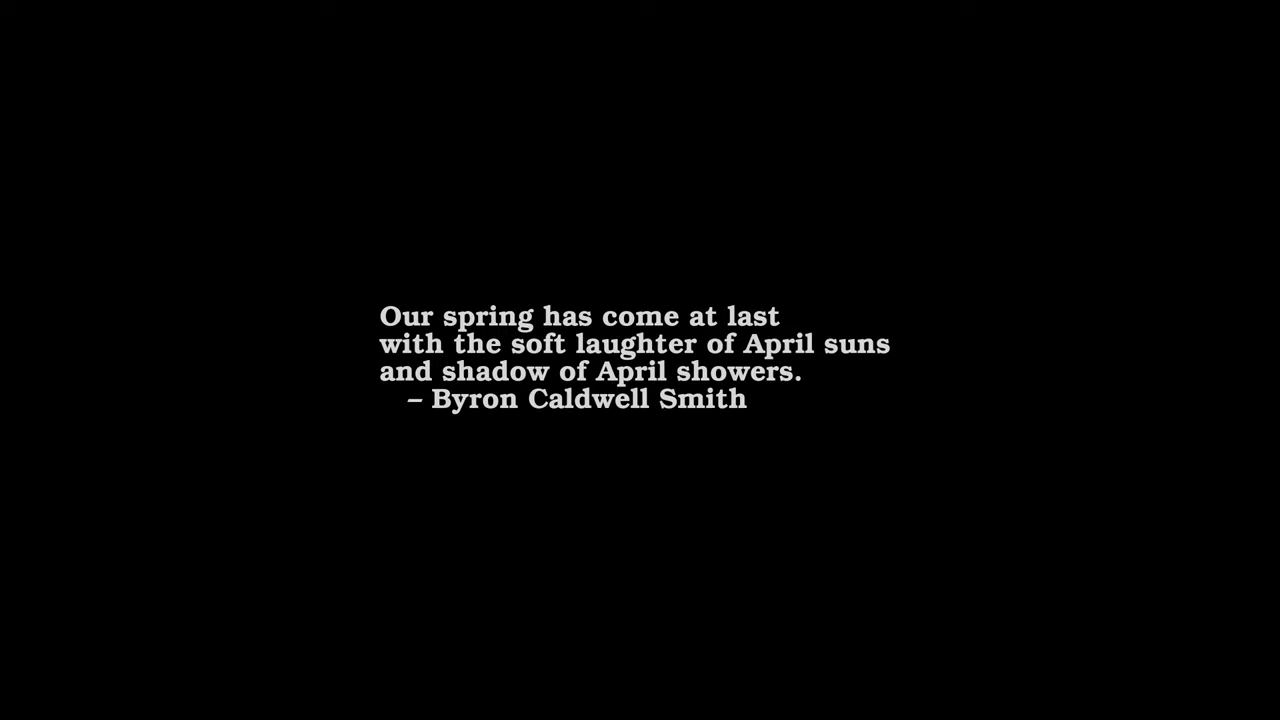 Our spring has come at last
with the soft laughter of April suns
and shadow of April showers.
– Byron Caldwell Smith